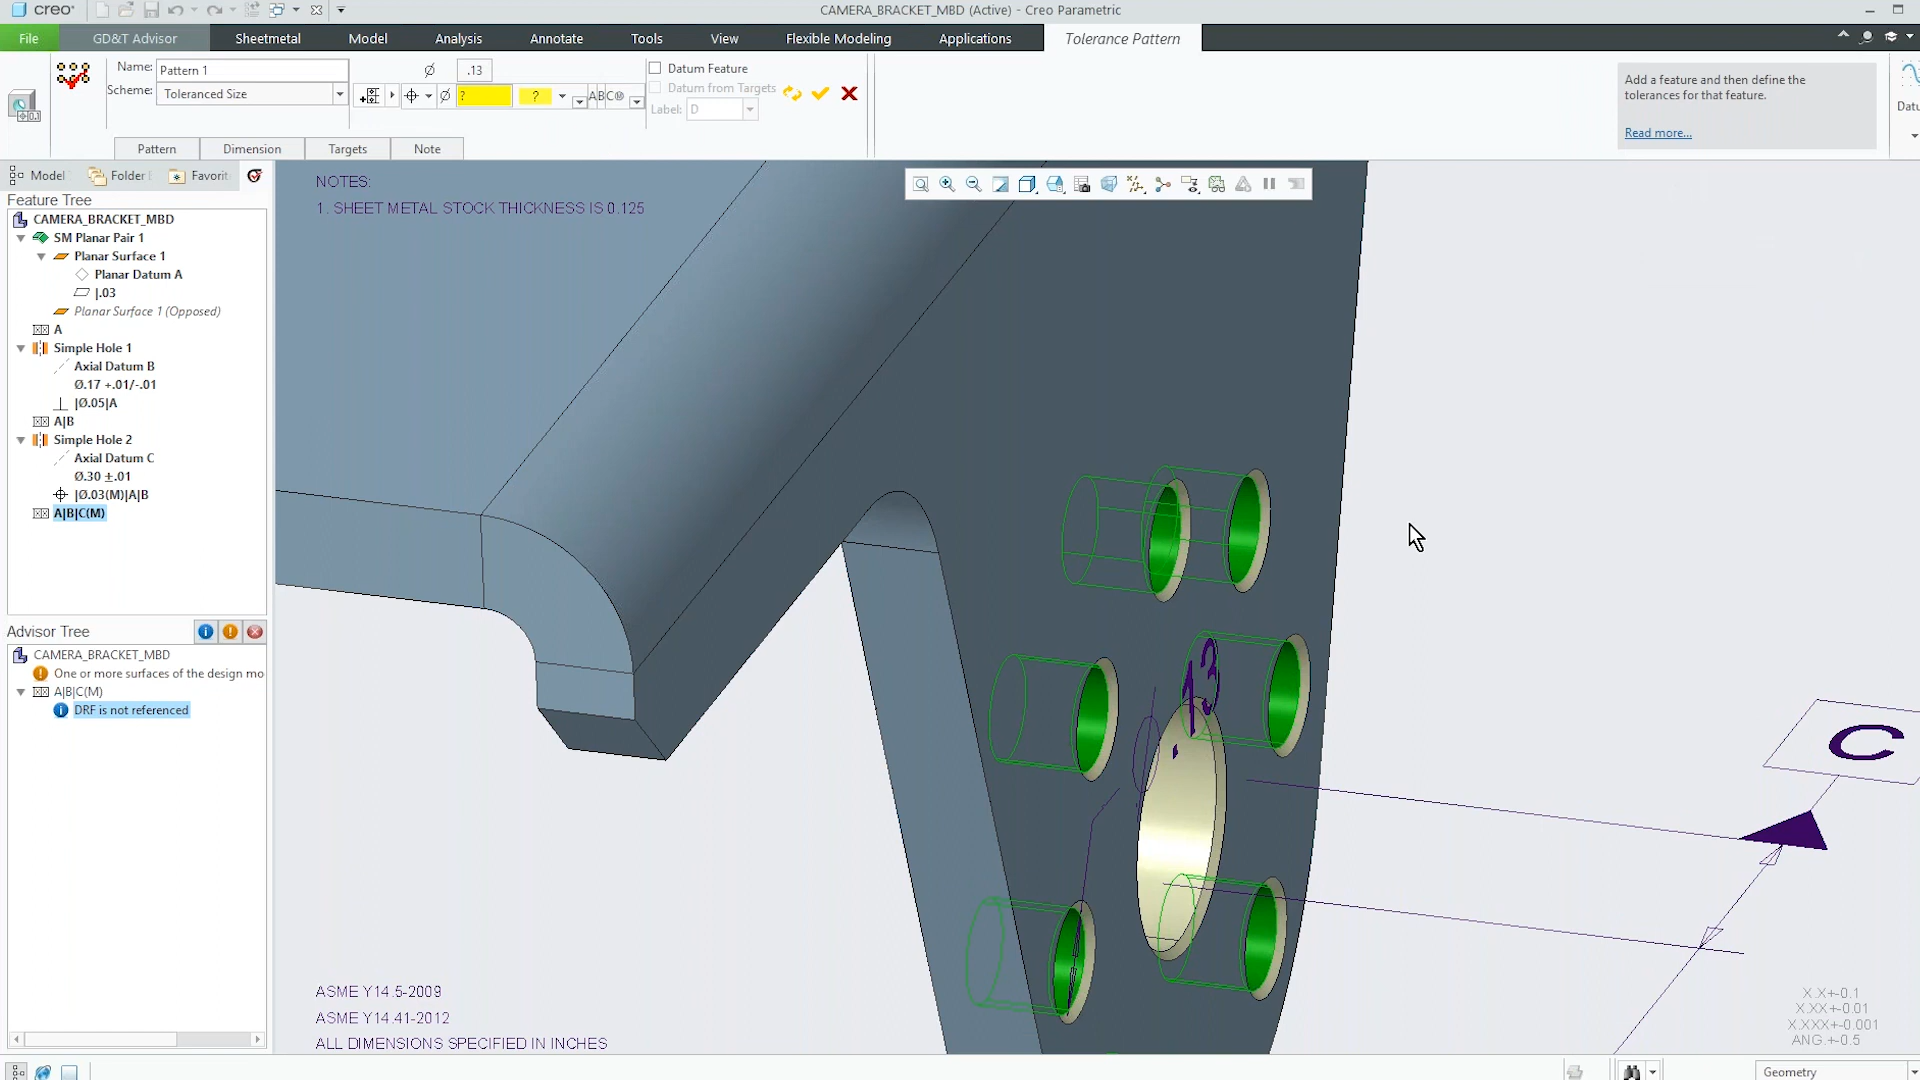 creo
CAMERA_BRACKET_MBD (Active) - Creo Parametric
File
GD&T Advisor
Sheetmetal
Model
Analysis
Annotate
Tools
View
Flexible Modeling
Applications
Tolerance Pattern
Name:
Pattern 1
Scheme:
Toleranced Size
Ø
.13
Ø
?
?
Datum Feature
Datum from Targets
Label:
D
Pattern
Dimension
Targets
Note
Add a feature and then define the
tolerances for that feature.
Read more...
Datu
Model
Folder
Favorit
Feature Tree
CAMERA_BRACKET_MBD
SM Planar Pair 1
Planar Surface 1
Planar Datum A
|.03
Planar Surface 1 (Opposed)
A
Simple Hole 1
Axial Datum B
Ø.17 +.01/-.01
|Ø.05|A
A|B
Simple Hole 2
Axial Datum C
Ø.30 ±.01
|Ø.03(M)|A|B
A|B|C(M)
Advisor Tree
CAMERA_BRACKET_MBD
One or more surfaces of the design mo
A|B|C(M)
DRF is not referenced
NOTES:
1. SHEET METAL STOCK THICKNESS IS 0.125
.13
C
ASME Y14.5-2009
ASME Y14.41-2012
ALL DIMENSIONS SPECIFIED IN INCHES
X.X+-0.1
X.XX+-0.01
X.XXX+-0.001
ANG.+-0.5
Geometry